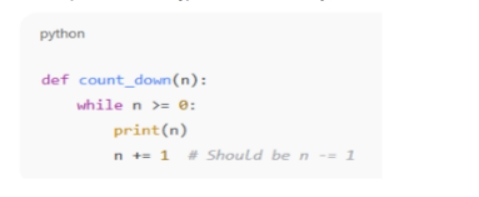 python
def count_down(n):
    while n >= 0:
        print(n)
        n += 1  # Should be n -= 1